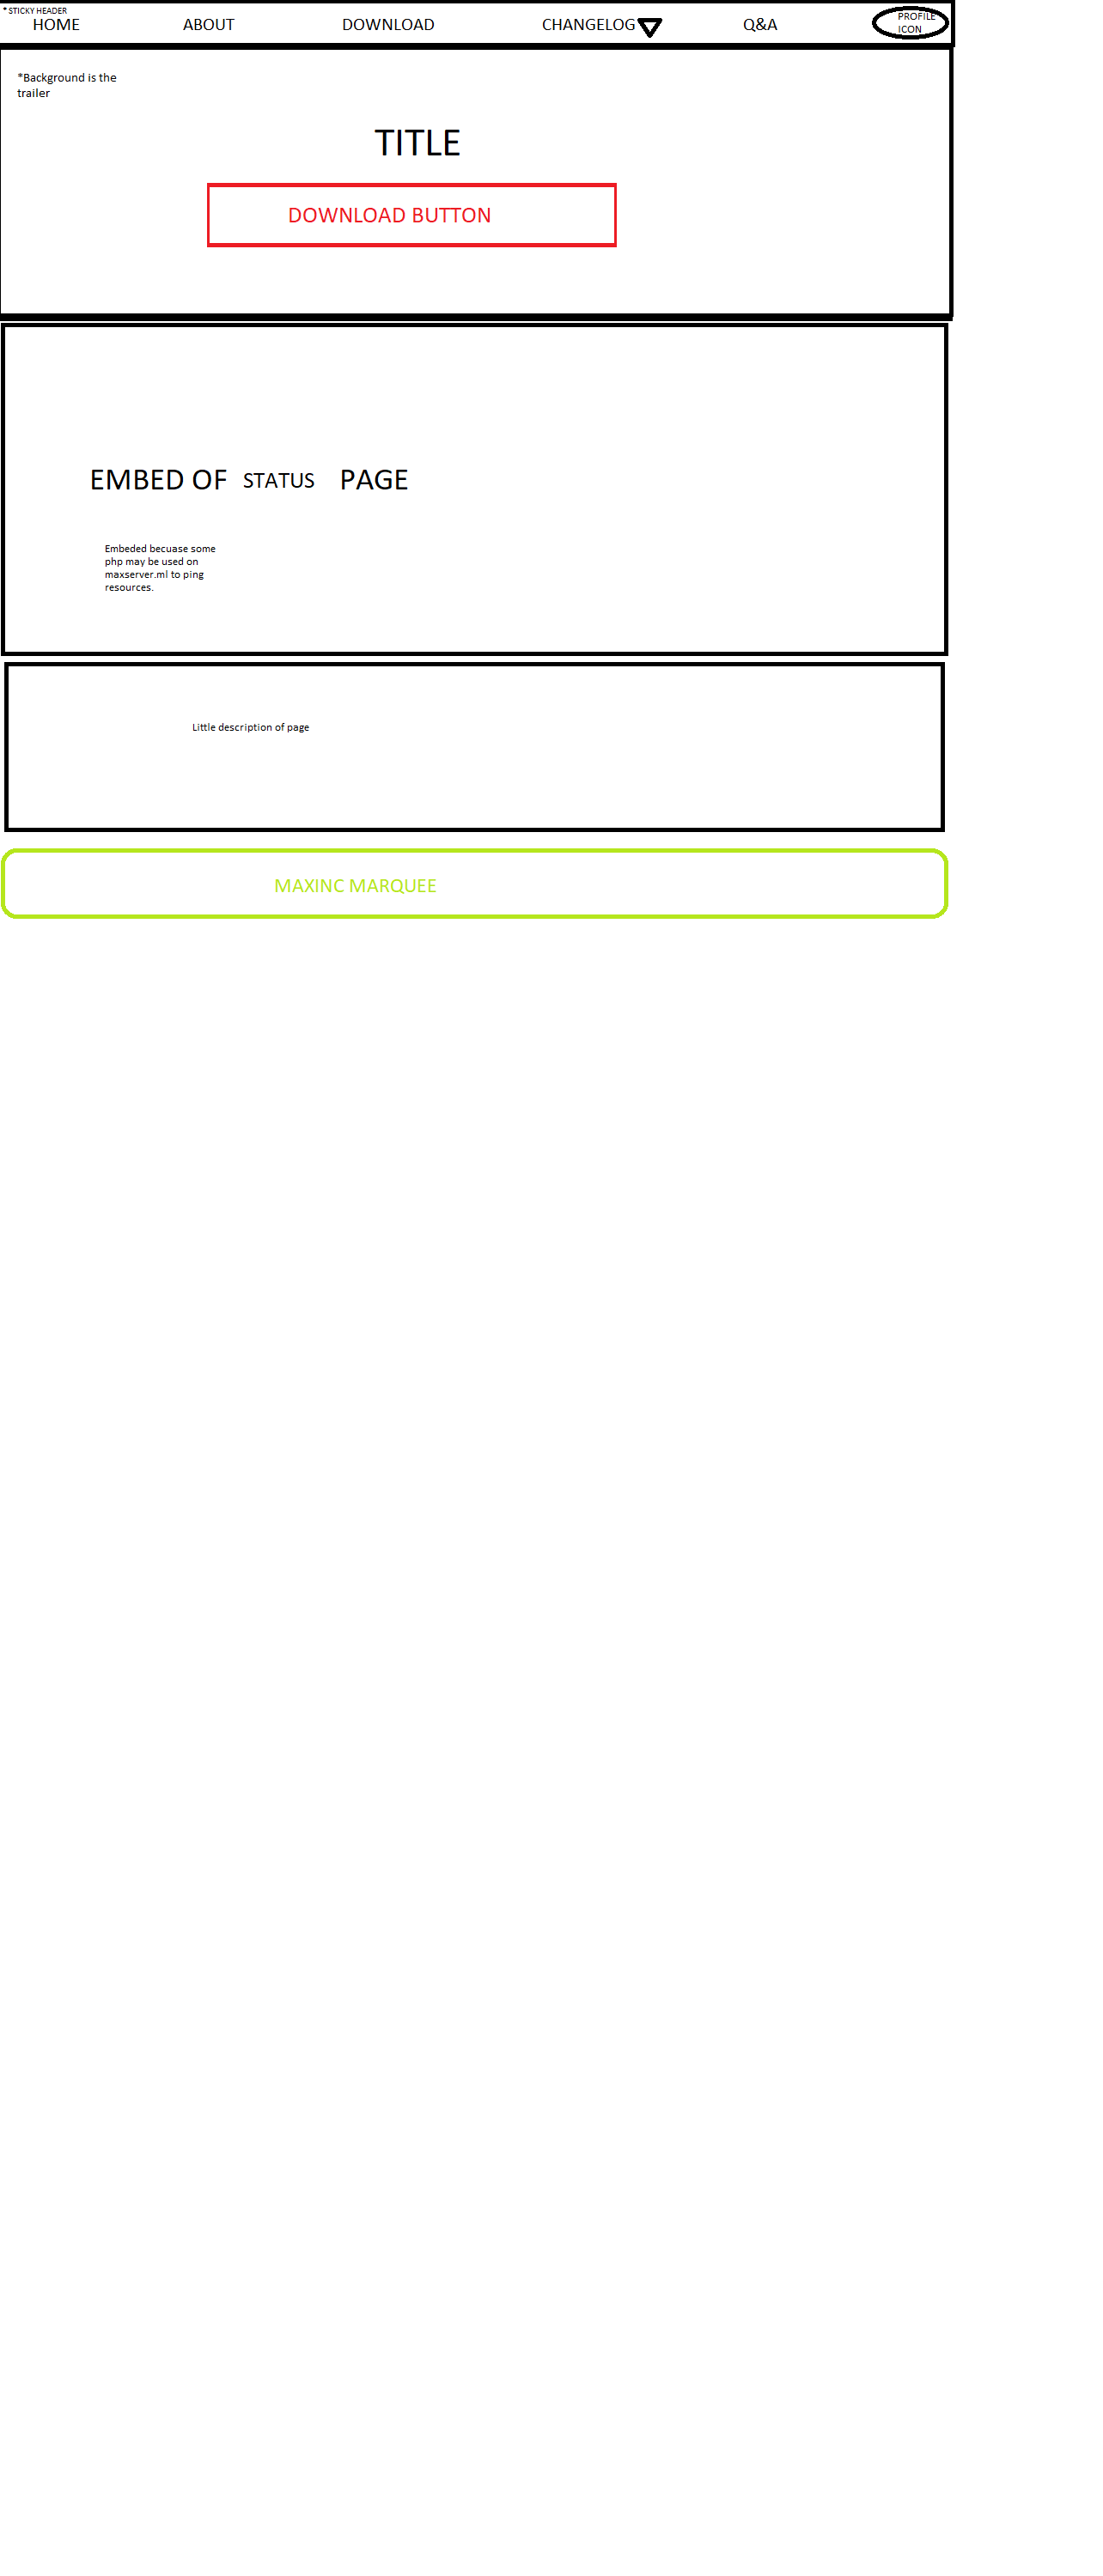 * STICKY HEADER
HOME ABOUT DOWNLOAD CHANGELOG Q&A PROFILE
ICON
*Background is the
trailer
TITLE
DOWNLOAD BUTTON
EMBED OF STATUS PAGE
Embeded becuase some
php may be used on
maxserver.ml to ping
resources.
Little description of page
MAXINC MARQUEE